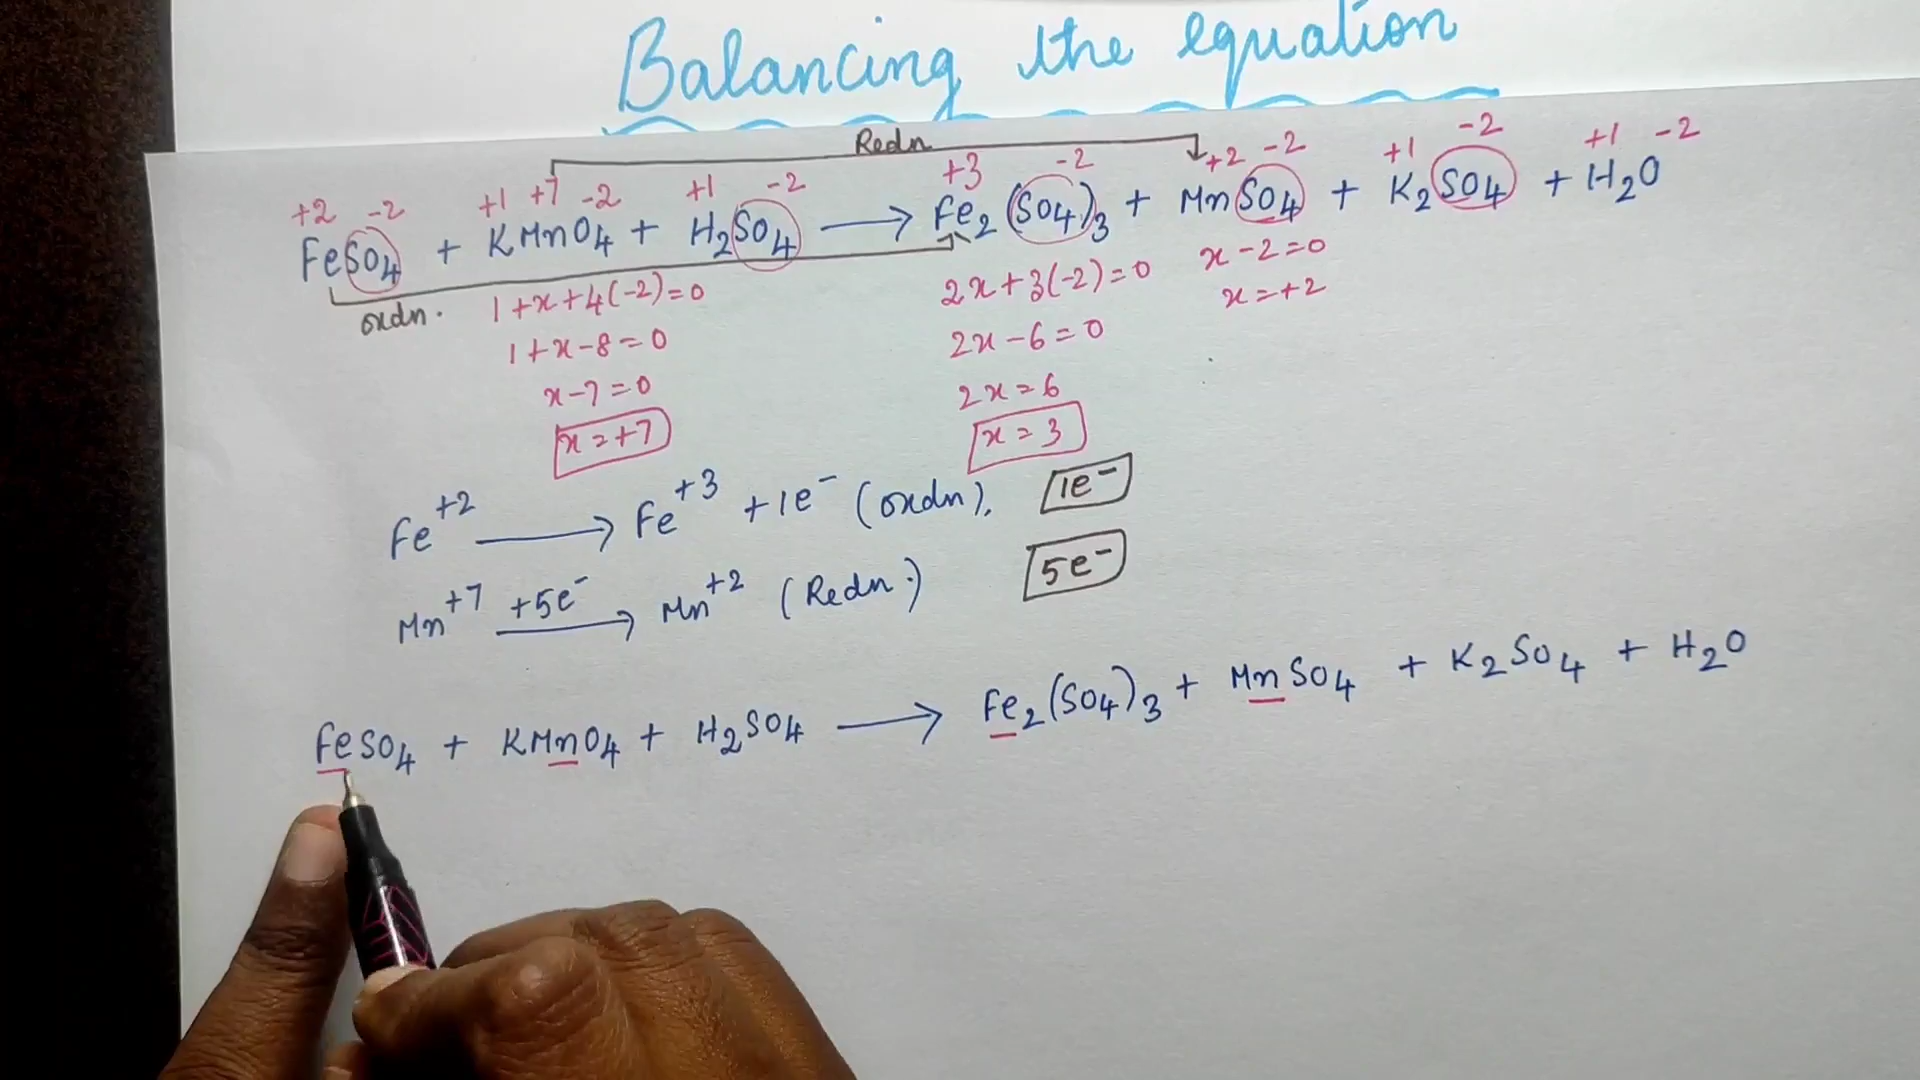 Balancing the equation
Redn
+2 -2 +1 +7 -2 +1 -2 +3 -2 +2 -2 +1 -2 +1 -2
FeSO4 + KMnO4 + H2SO4 → Fe2(SO4)3 + MnSO4 + K2SO4 + H2O
oxdn.
1+x+4(-2)=0
1+x-8=0
x-7=0
x=+7
2x+3(-2)=0
2x-6=0
2x=6
x=3
x-2=0
x=+2
Fe+2 → Fe+3 +1e- (oxdn). 1e-
Mn+7 +5e- → Mn+2 (Redn.) 5e-
FeSO4 + KMnO4 + H2SO4 → Fe2(SO4)3 + MnSO4 + K2SO4 + H2O